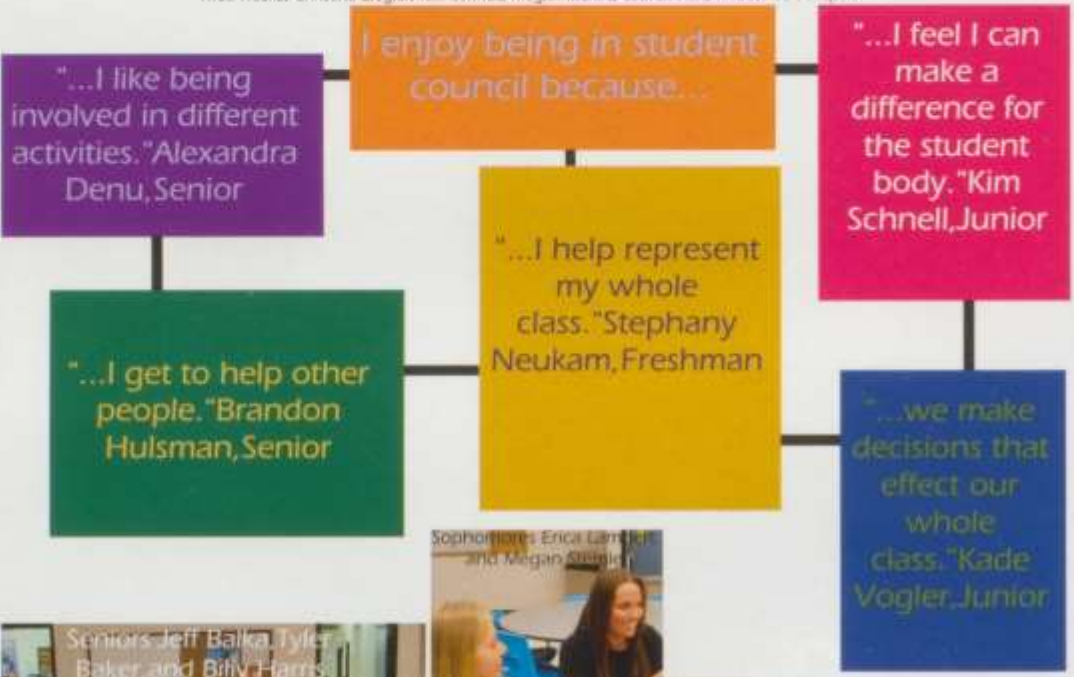 I enjoy being in student
council because...
"...I like being
involved in different
activities."Alexandra
Denu,Senior
"...I feel I can
make a
difference for
the student
body."Kim
Schnell,Junior
"...I help represent
my whole
class."Stephany
Neukam,Freshman
"...I get to help other
people."Brandon
Hulsman,Senior
"...we make
decisions that
effect our
whole
class."Kade
Vogler,Junior
Sophomores Erica
and Megan
Seniors Jeff Balka,Tyler
Baker and Billy Harris